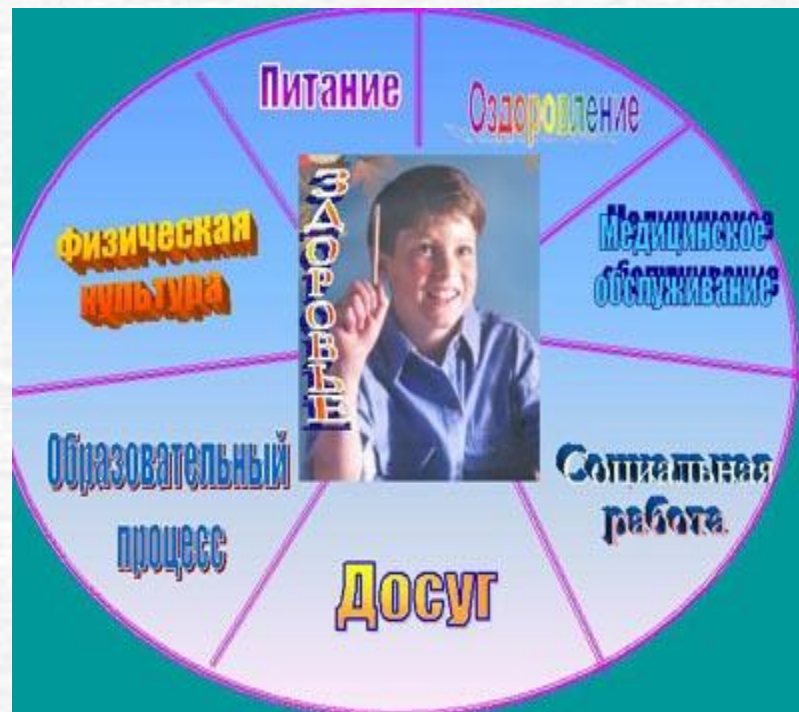 Питание
Оздоровление
Медицинское
обслуживание
Социальная
работа
Досуг
Образовательный
процесс
Физическая
культура
ЗДОРОВЬЕ